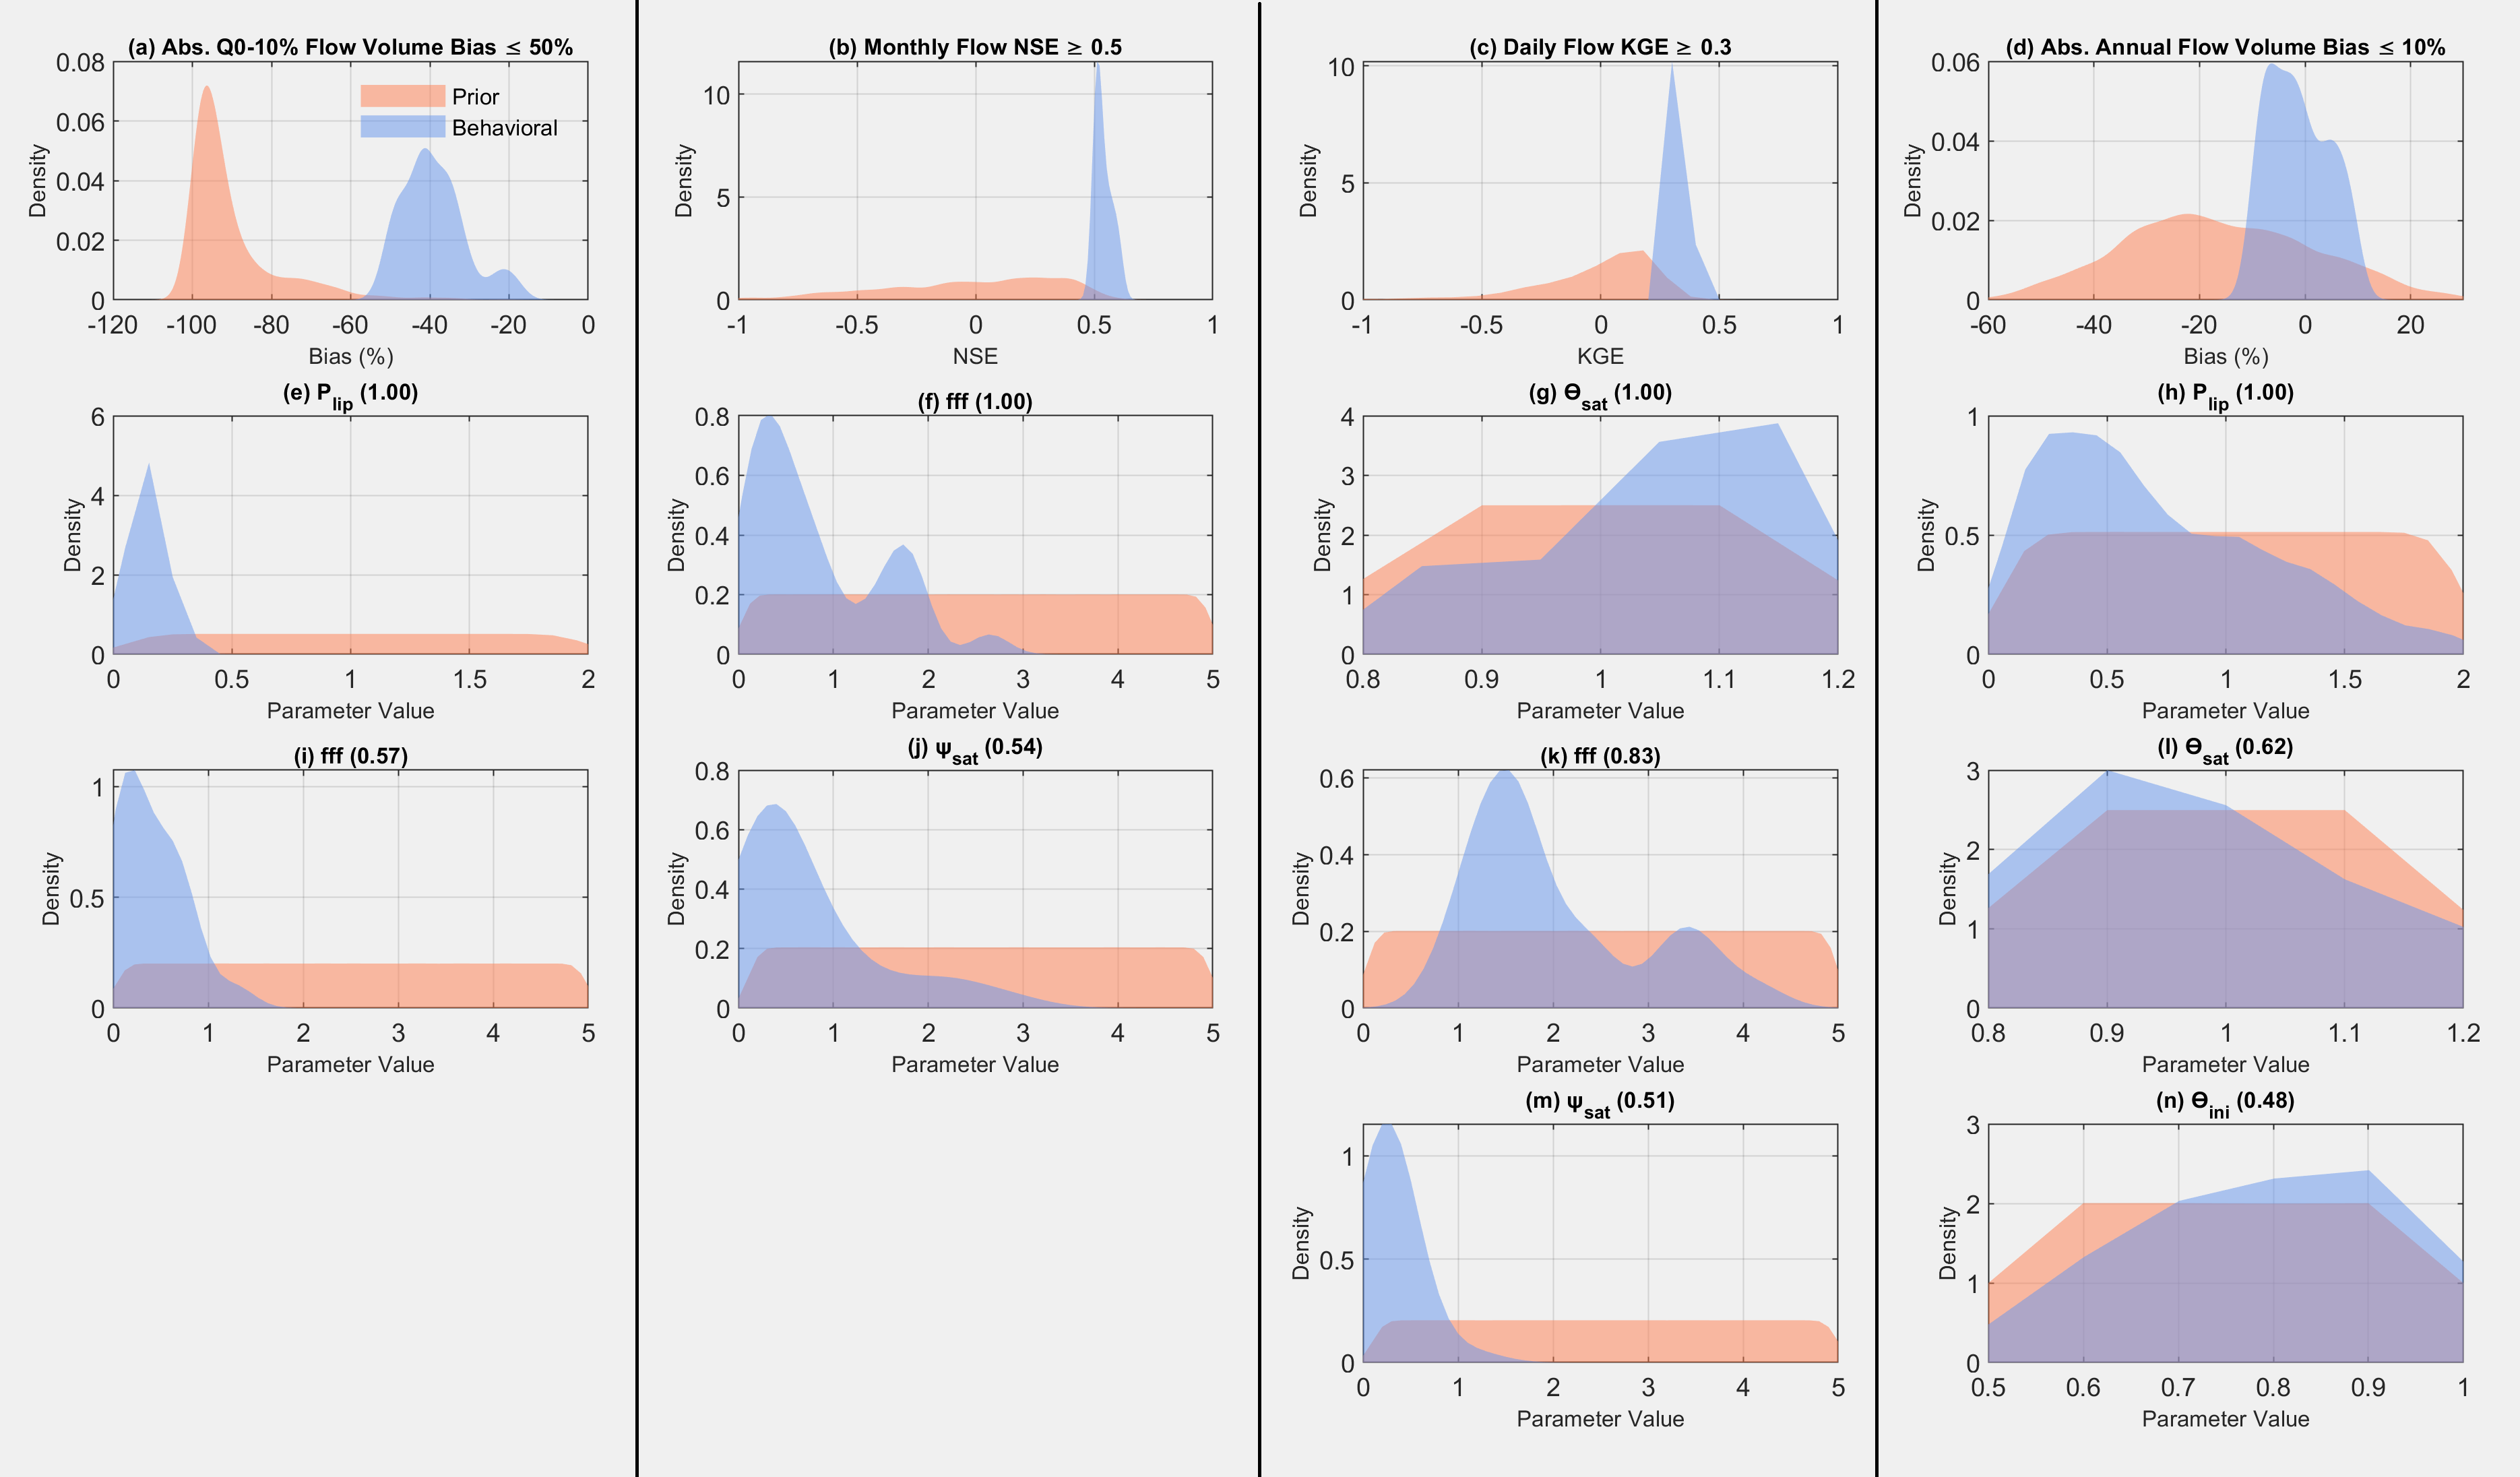 (a) Abs. Q0-10% Flow Volume Bias ≤ 50%
0.08
0.06
0.04
0.02
0
Density
Prior
Behavioral
-120 -100 -80 -60 -40 -20 0
Bias (%)
(b) Monthly Flow NSE ≥ 0.5
10
5
0
Density
-1 -0.5 0 0.5 1
NSE
(c) Daily Flow KGE ≥ 0.3
10
5
0
Density
-1 -0.5 0 0.5 1
KGE
(d) Abs. Annual Flow Volume Bias ≤ 10%
0.06
0.04
0.02
0
Density
-60 -40 -20 0 20
Bias (%)
(e) P_lip (1.00)
6
4
2
0
Density
0 0.5 1 1.5 2
Parameter Value
(f) fff (1.00)
0.8
0.6
0.4
0.2
0
Density
0 1 2 3 4 5
Parameter Value
(g) Θ_sat (1.00)
4
3
2
1
0
Density
0.8 0.9 1 1.1 1.2
Parameter Value
(h) P_lip (1.00)
1
0.5
0
Density
0 0.5 1 1.5 2
Parameter Value
(i) fff (0.57)
1
0.5
0
Density
0 1 2 3 4 5
Parameter Value
(j) ψ_sat (0.54)
0.8
0.6
0.4
0.2
0
Density
0 1 2 3 4 5
Parameter Value
(k) fff (0.83)
0.6
0.4
0.2
0
Density
0 1 2 3 4 5
Parameter Value
(l) Θ_sat (0.62)
3
2
1
0
Density
0.8 0.9 1 1.1 1.2
Parameter Value
(m) ψ_sat (0.51)
1
0.5
0
Density
0 1 2 3 4 5
Parameter Value
(n) Θ_ini (0.48)
3
2
1
0
Density
0.5 0.6 0.7 0.8 0.9 1
Parameter Value